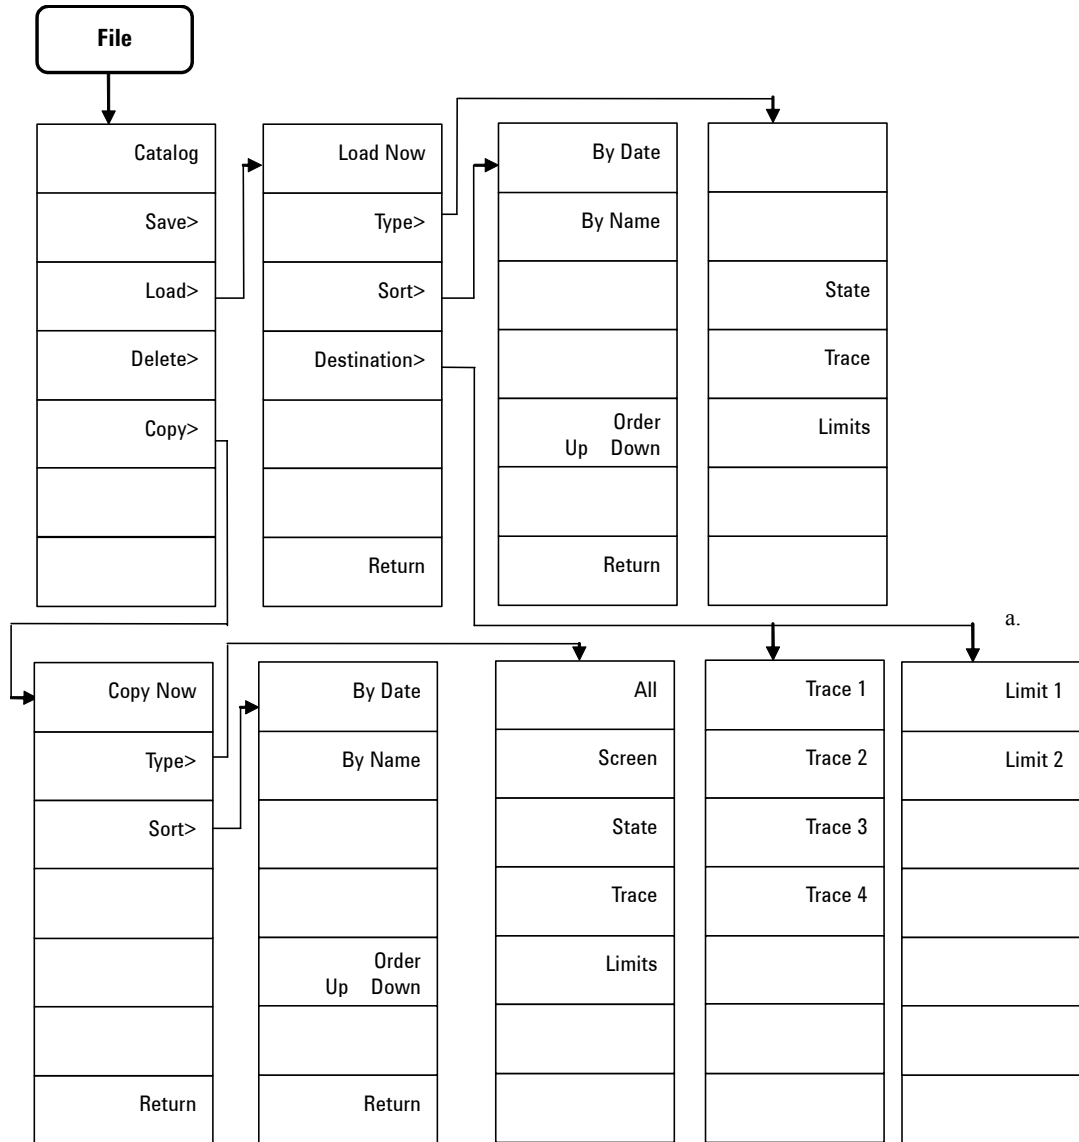 File
Catalog
Save>
Load>
Delete>
Copy>
Load Now
Type>
Sort>
Destination>
Return
By Date
By Name
Order
Up Down
Return
State
Trace
Limits
a.
Copy Now
Type>
Sort>
Return
By Date
By Name
Order
Up Down
Return
All
Screen
State
Trace
Limits
Trace 1
Trace 2
Trace 3
Trace 4
Limit 1
Limit 2